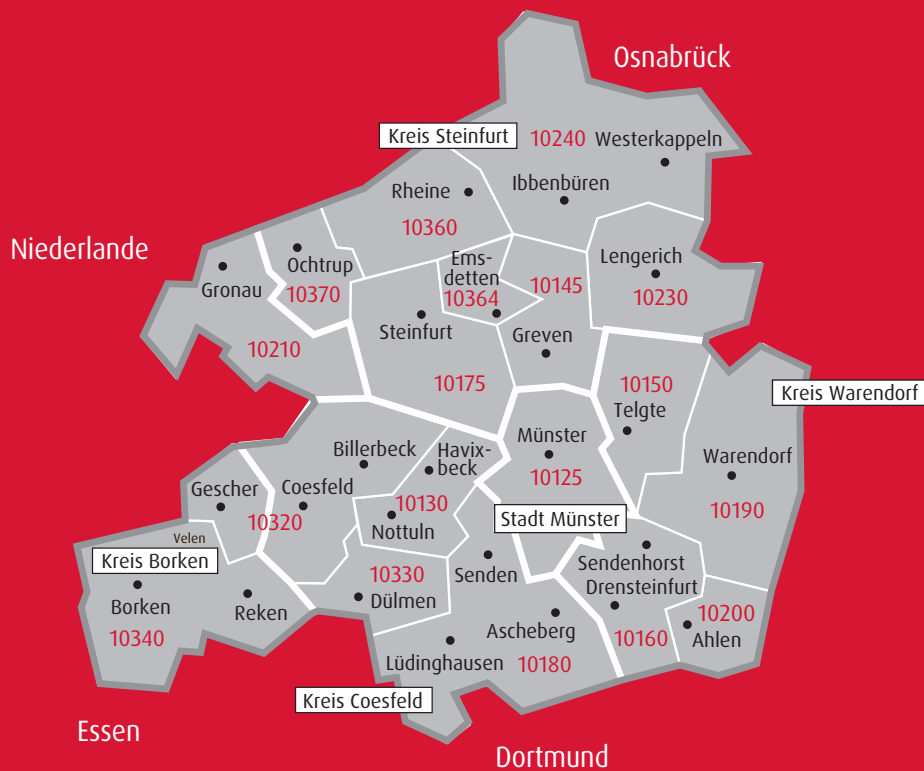 Osnabrück
Kreis Steinfurt
10240
Westerkappeln
Rheine
Ibbenbüren
10360
Niederlande
Ochtrup
Ems-
detten
Lengerich
Gronau
10370
10364
10145
10230
Steinfurt
Greven
10210
10175
10150
Telgte
Kreis Warendorf
Billerbeck
Havix-
beck
Münster
Warendorf
Gescher
Coesfeld
10130
10125
10190
10320
Nottuln
Stadt Münster
Velen
Kreis Borken
10330
Senden
Sendenhorst
Drensteinfurt
Borken
Reken
Dülmen
10200
10340
Ascheberg
10160
Ahlen
Lüdinghausen
10180
Kreis Coesfeld
Essen
Dortmund